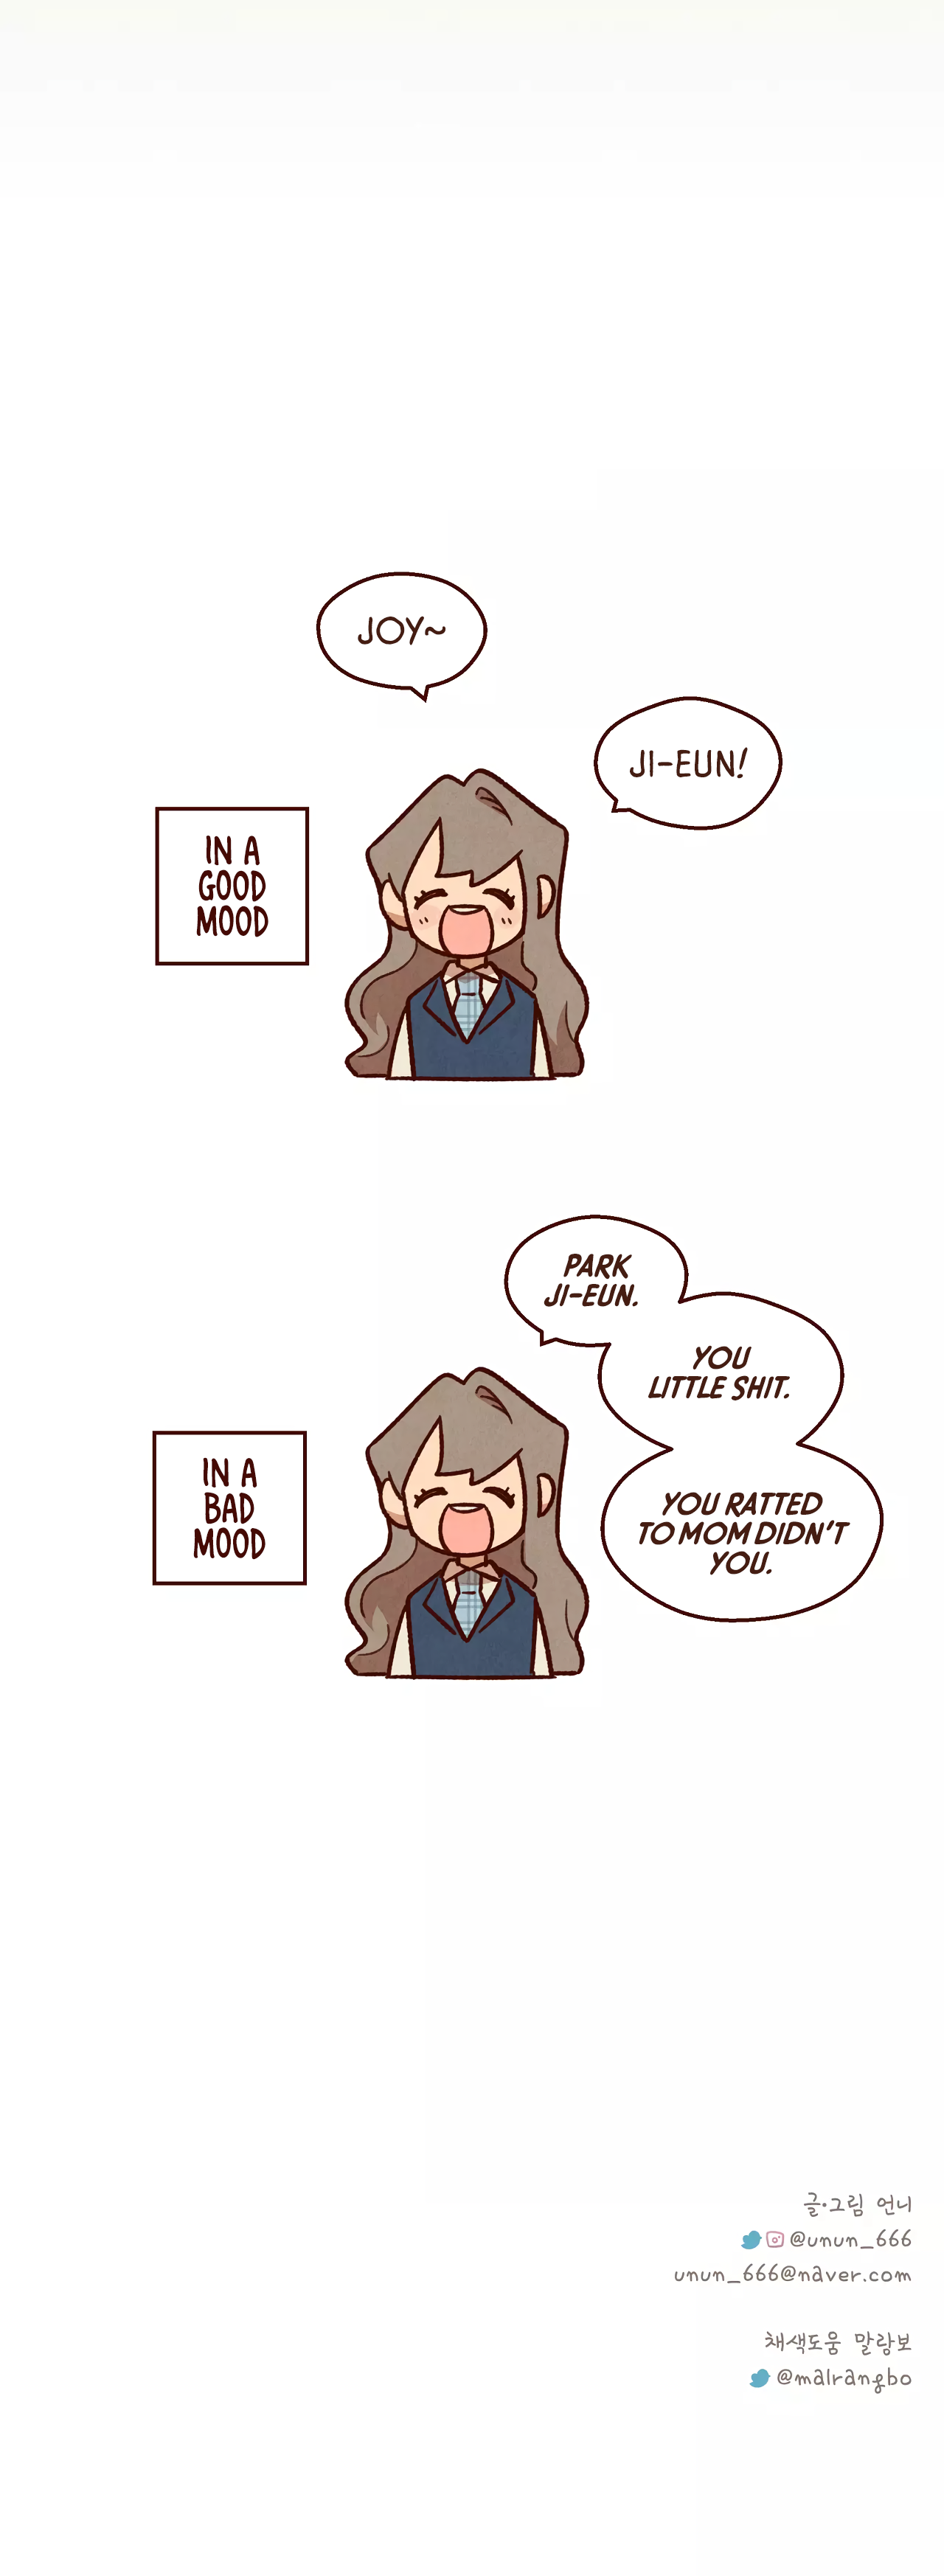 JOY~
JI-EUN!
IN A
GOOD
MOOD
PARK
JI-EUN.
YOU
LITTLE SHIT.
YOU RATTED
TO MOM DIDN'T
YOU.
IN A
BAD
MOOD
글·그림 언니
@unun_666
unun_666@naver.com
채색도움 말랑보
@malrangbo